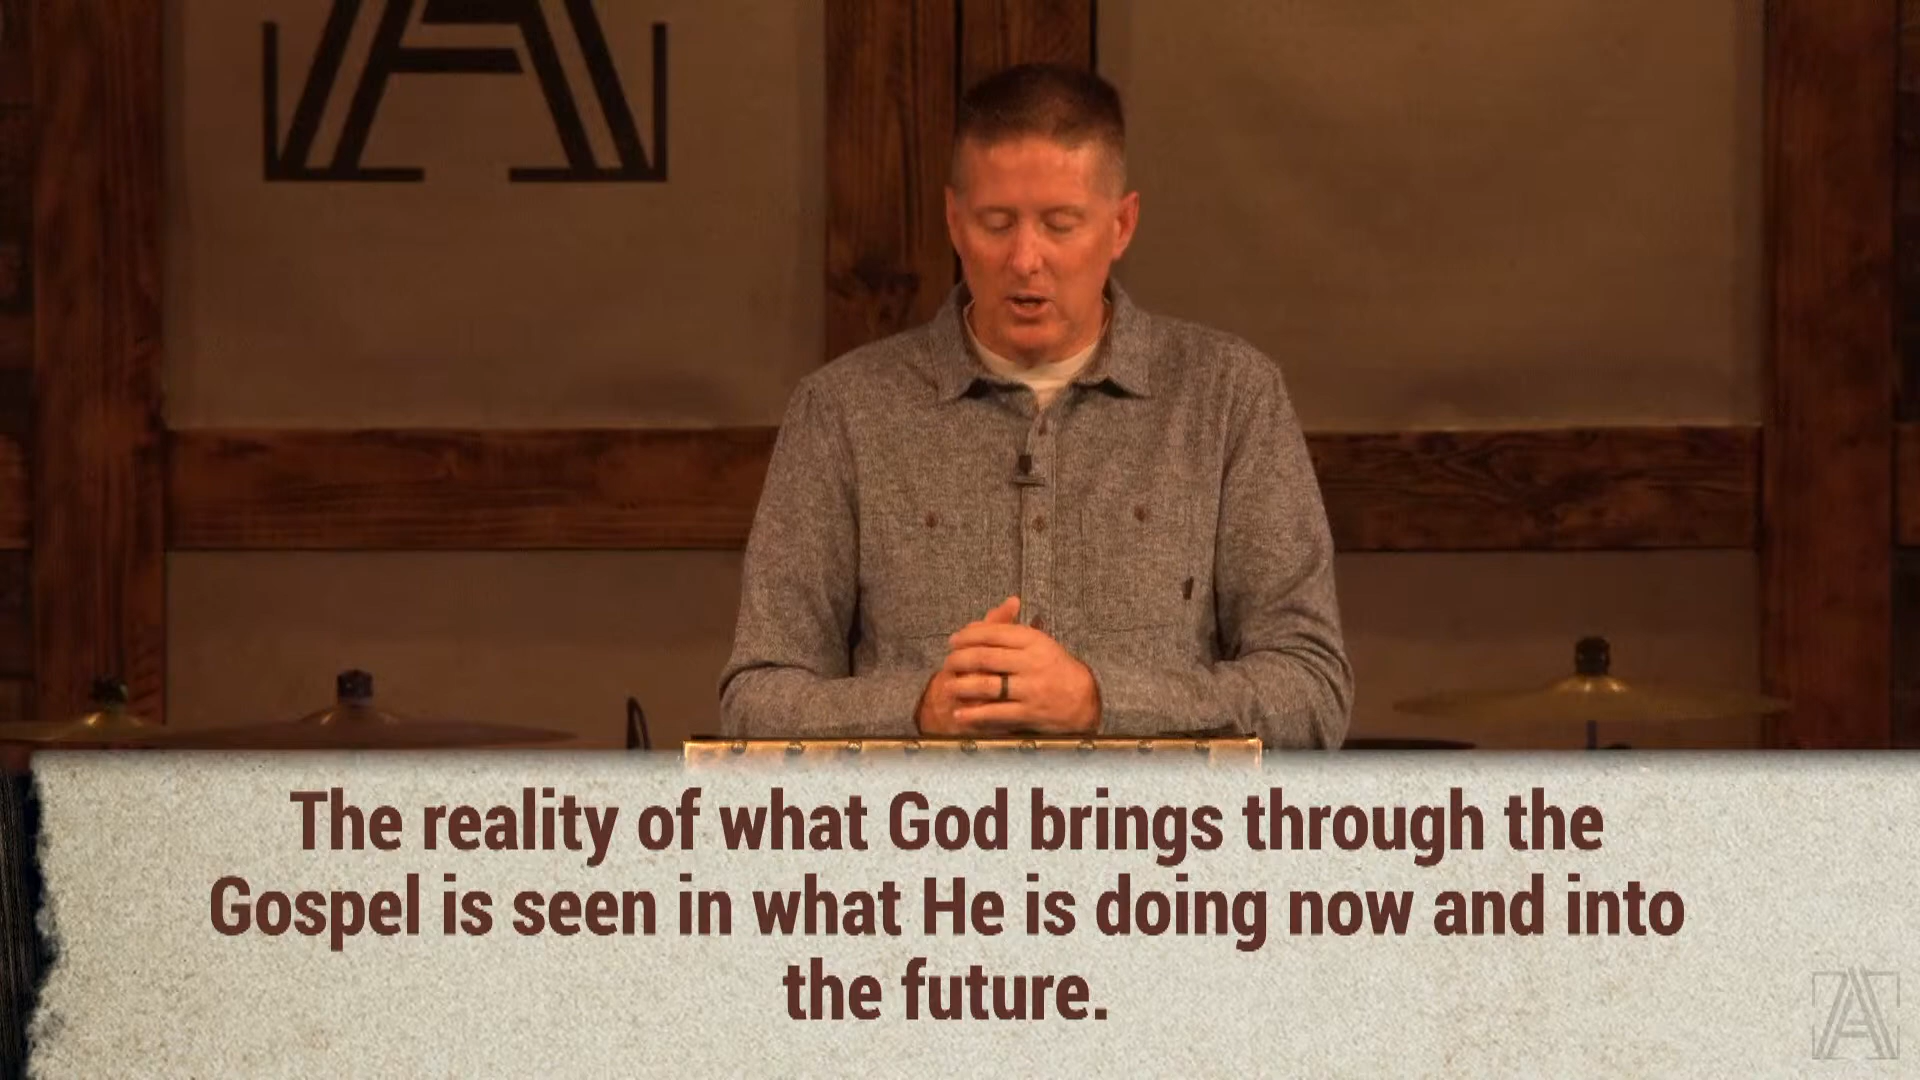 The reality of what God brings through the
Gospel is seen in what He is doing now and into
the future.